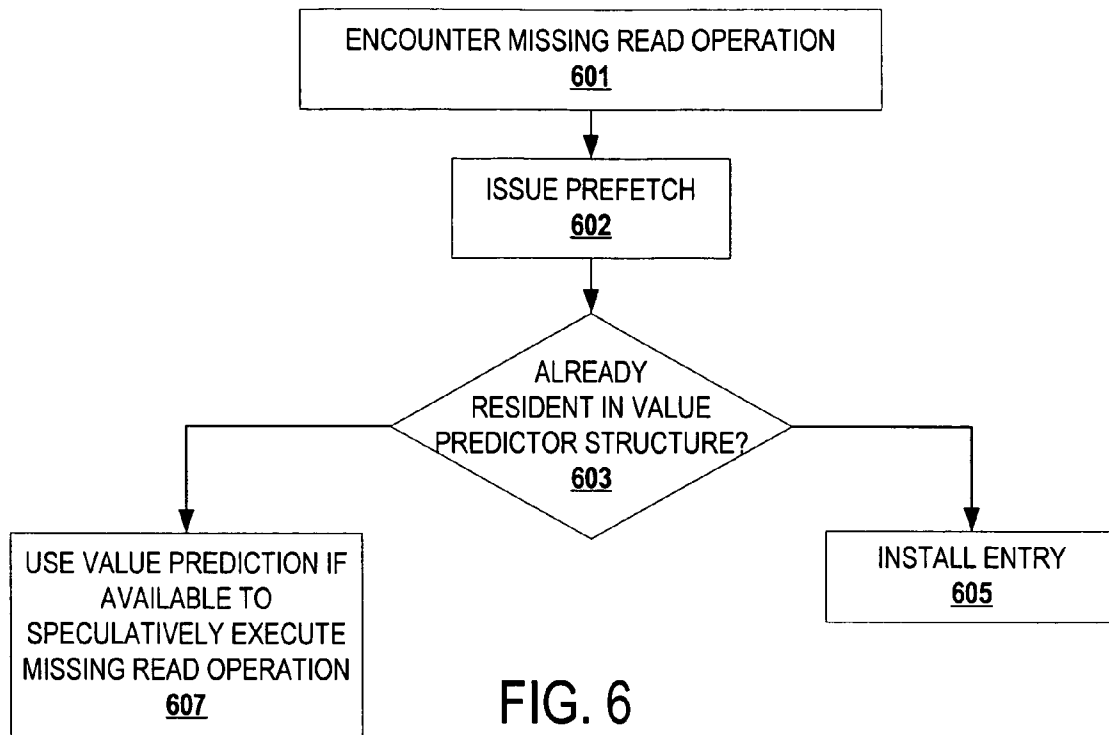 ENCOUNTER MISSING READ OPERATION
601
ISSUE PREFETCH
602
ALREADY
RESIDENT IN VALUE
PREDICTOR STRUCTURE?
603
USE VALUE PREDICTION IF
AVAILABLE TO
SPECULATIVELY EXECUTE
MISSING READ OPERATION
607
INSTALL ENTRY
605
FIG. 6